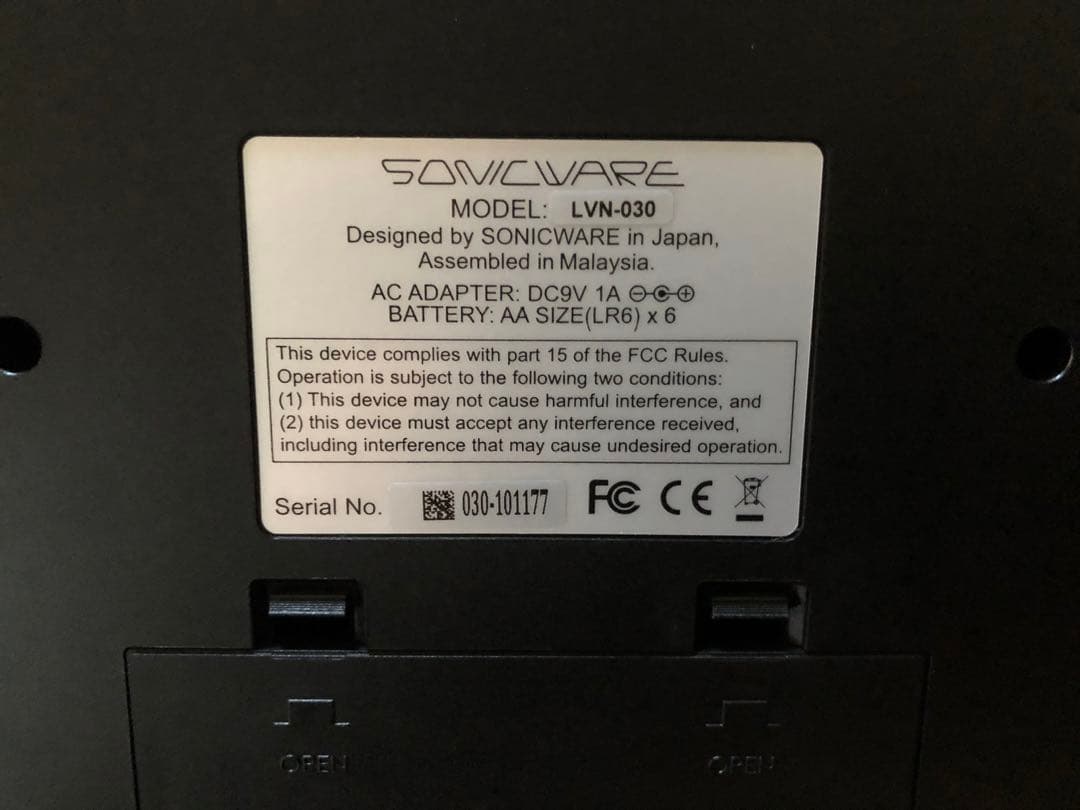 SONICWARE
MODEL: LVN-030
Designed by SONICWARE in Japan,
Assembled in Malaysia.
AC ADAPTER: DC9V 1A
BATTERY: AA SIZE(LR6) x 6
This device complies with part 15 of the FCC Rules.
Operation is subject to the following two conditions:
(1) This device may not cause harmful interference, and
(2) this device must accept any interference received,
including interference that may cause undesired operation.
Serial No. 030-101177 FC CE
OPEN OPEN